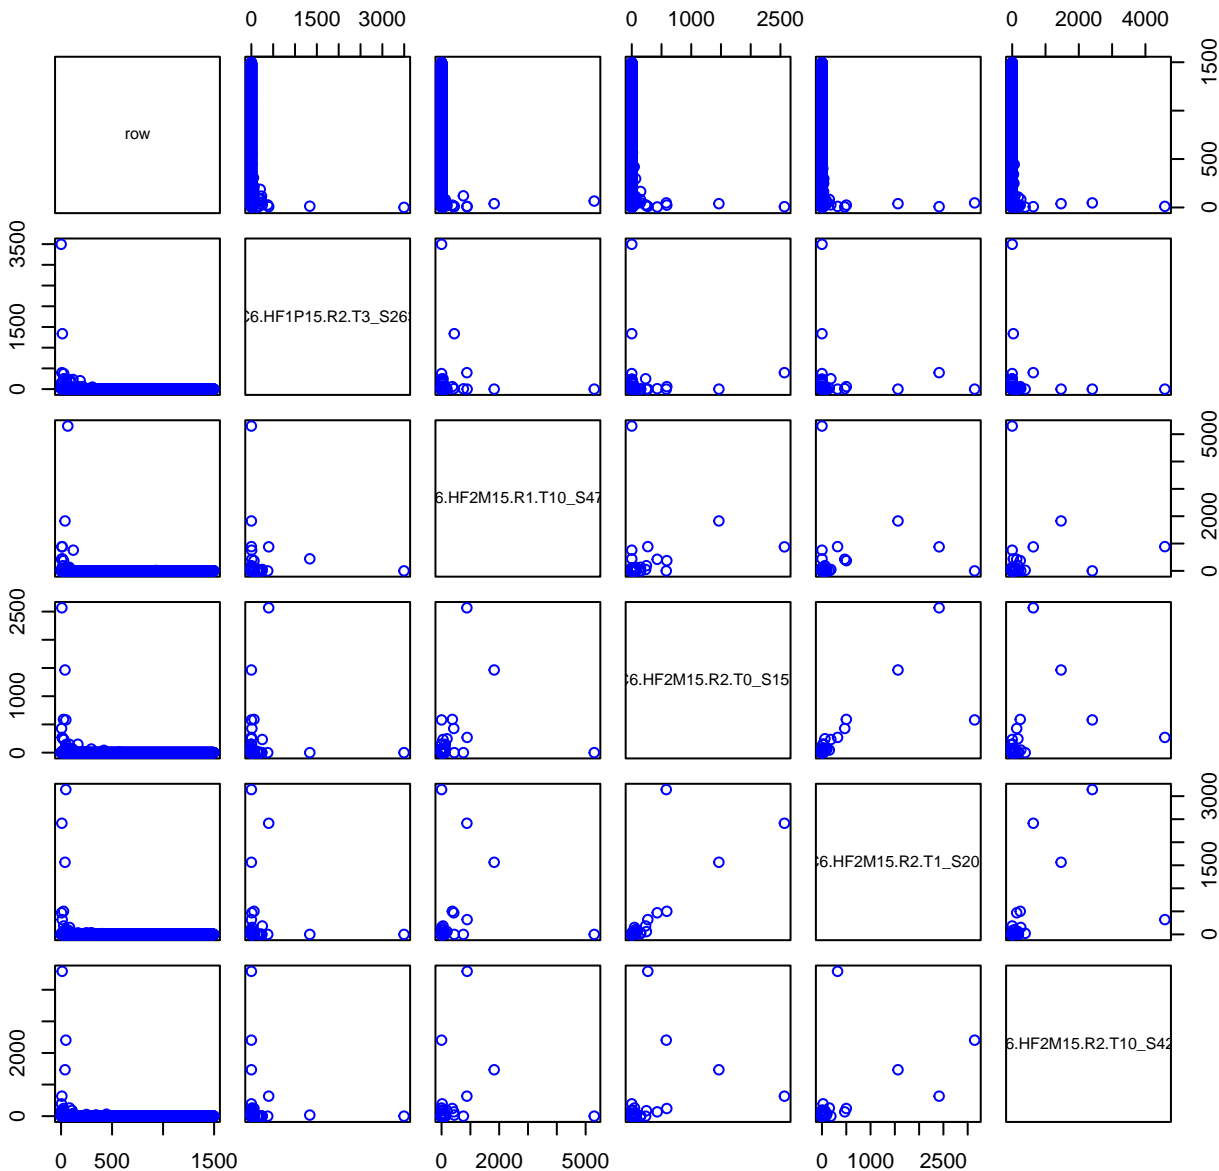 0 1500 3000 0 1000 2500 0 2000 4000
row
0 500 1500
0 1500 3500
C6.HF1P15.R2.T3_S26
6.HF2M15.R1.T10_S47
0 2000 5000
0 1000 2500
C6.HF2M15.R2.T0_S15
C6.HF2M15.R2.T1_S20
0 1500 3000
0 2000
6.HF2M15.R2.T10_S42
0 500 1500 0 2000 5000 0 1000 2500